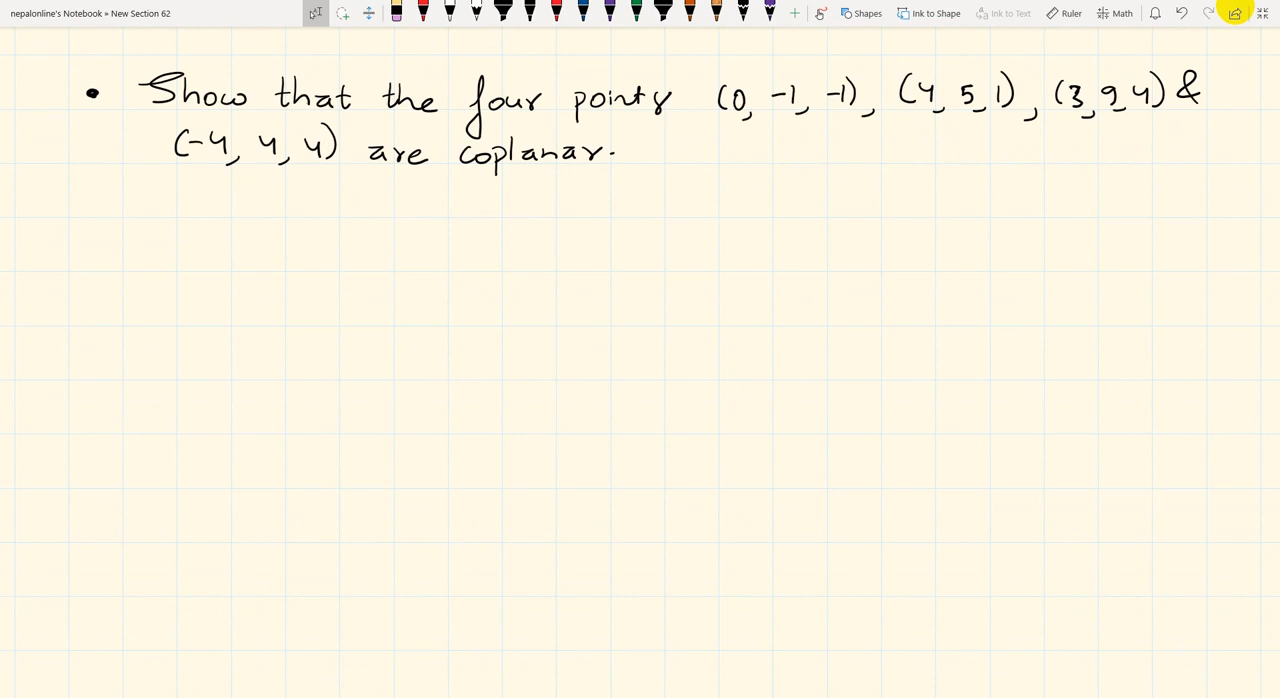 nepalonline's Notebook » New Section 62
Shapes Ink to Shape Ink to Text Ruler Math
• Show that the four points (0, -1, -1), (4, 5, 1), (3, 9, 4) &
(-4, 4, 4) are coplanar.